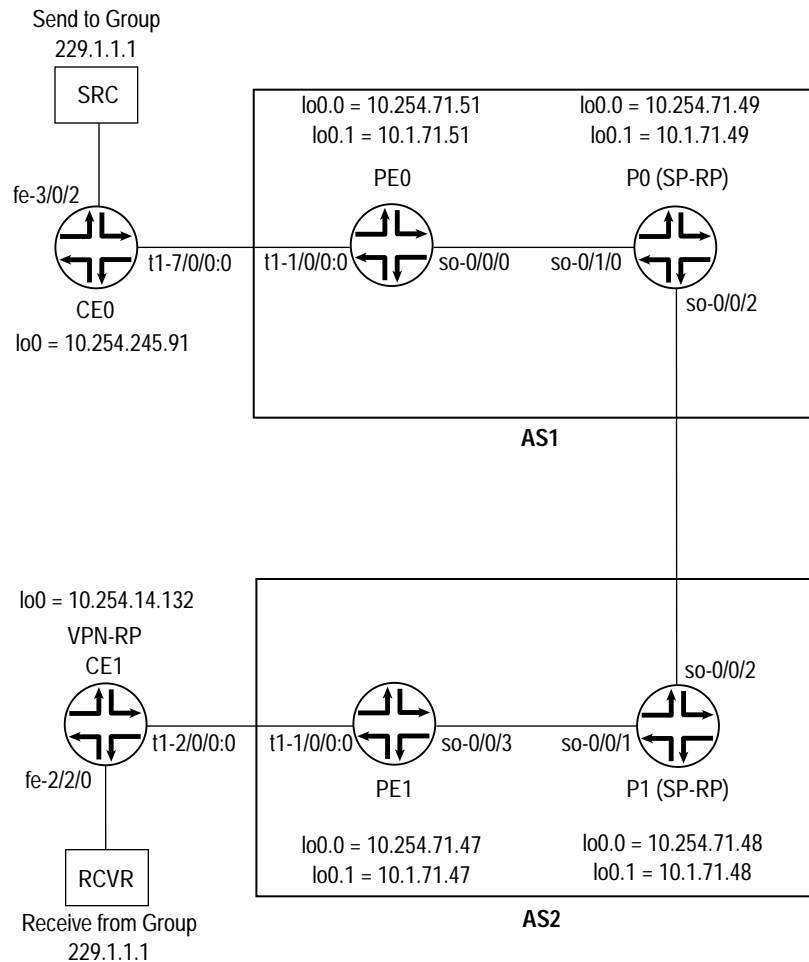 Send to Group
229.1.1.1
SRC
lo0.0 = 10.254.71.51
lo0.1 = 10.1.71.51
lo0.0 = 10.254.71.49
lo0.1 = 10.1.71.49
PE0
P0 (SP-RP)
fe-3/0/2
t1-7/0/0:0
t1-1/0/0:0
so-0/0/0
so-0/1/0
so-0/0/2
CE0
lo0 = 10.254.245.91
AS1
lo0 = 10.254.14.132
VPN-RP
CE1
so-0/0/2
t1-2/0/0:0
t1-1/0/0:0
so-0/0/3
so-0/0/1
fe-2/2/0
PE1
P1 (SP-RP)
lo0.0 = 10.254.71.47
lo0.1 = 10.1.71.47
lo0.0 = 10.254.71.48
lo0.1 = 10.1.71.48
RCVR
Receive from Group
229.1.1.1
AS2